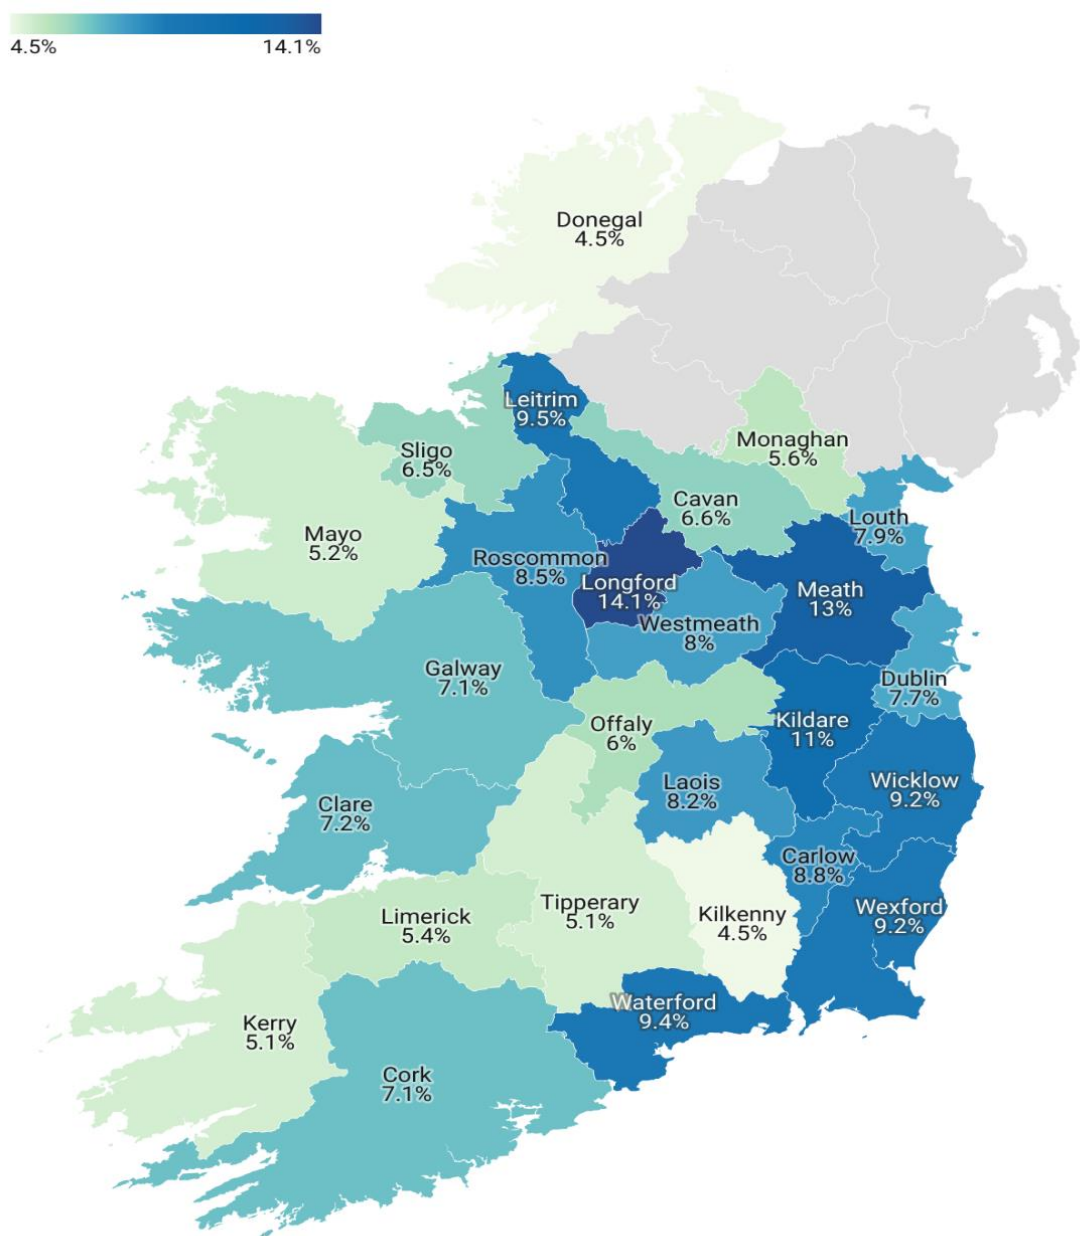 4.5%
14.1%
Donegal
4.5%
Leitrim
9.5%
Monaghan
5.6%
Sligo
6.5%
Cavan
6.6%
Louth
7.9%
Mayo
5.2%
Roscommon
8.5%
Longford
14.1%
Meath
13%
Westmeath
8%
Galway
7.1%
Dublin
7.7%
Offaly
6%
Kildare
11%
Laois
8.2%
Wicklow
9.2%
Clare
7.2%
Carlow
8.8%
Tipperary
5.1%
Kilkenny
4.5%
Wexford
9.2%
Limerick
5.4%
Waterford
9.4%
Kerry
5.1%
Cork
7.1%